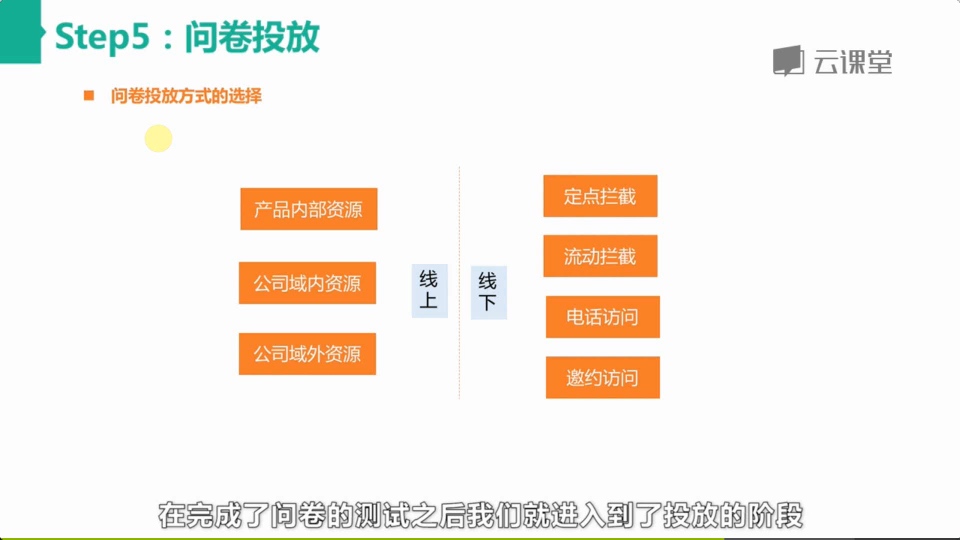 Step5：问卷投放
云课堂
■ 问卷投放方式的选择
产品内部资源
公司域内资源
公司域外资源
线上
线下
定点拦截
流动拦截
电话访问
邀约访问
在完成了问卷的测试之后我们就进入到了投放的阶段